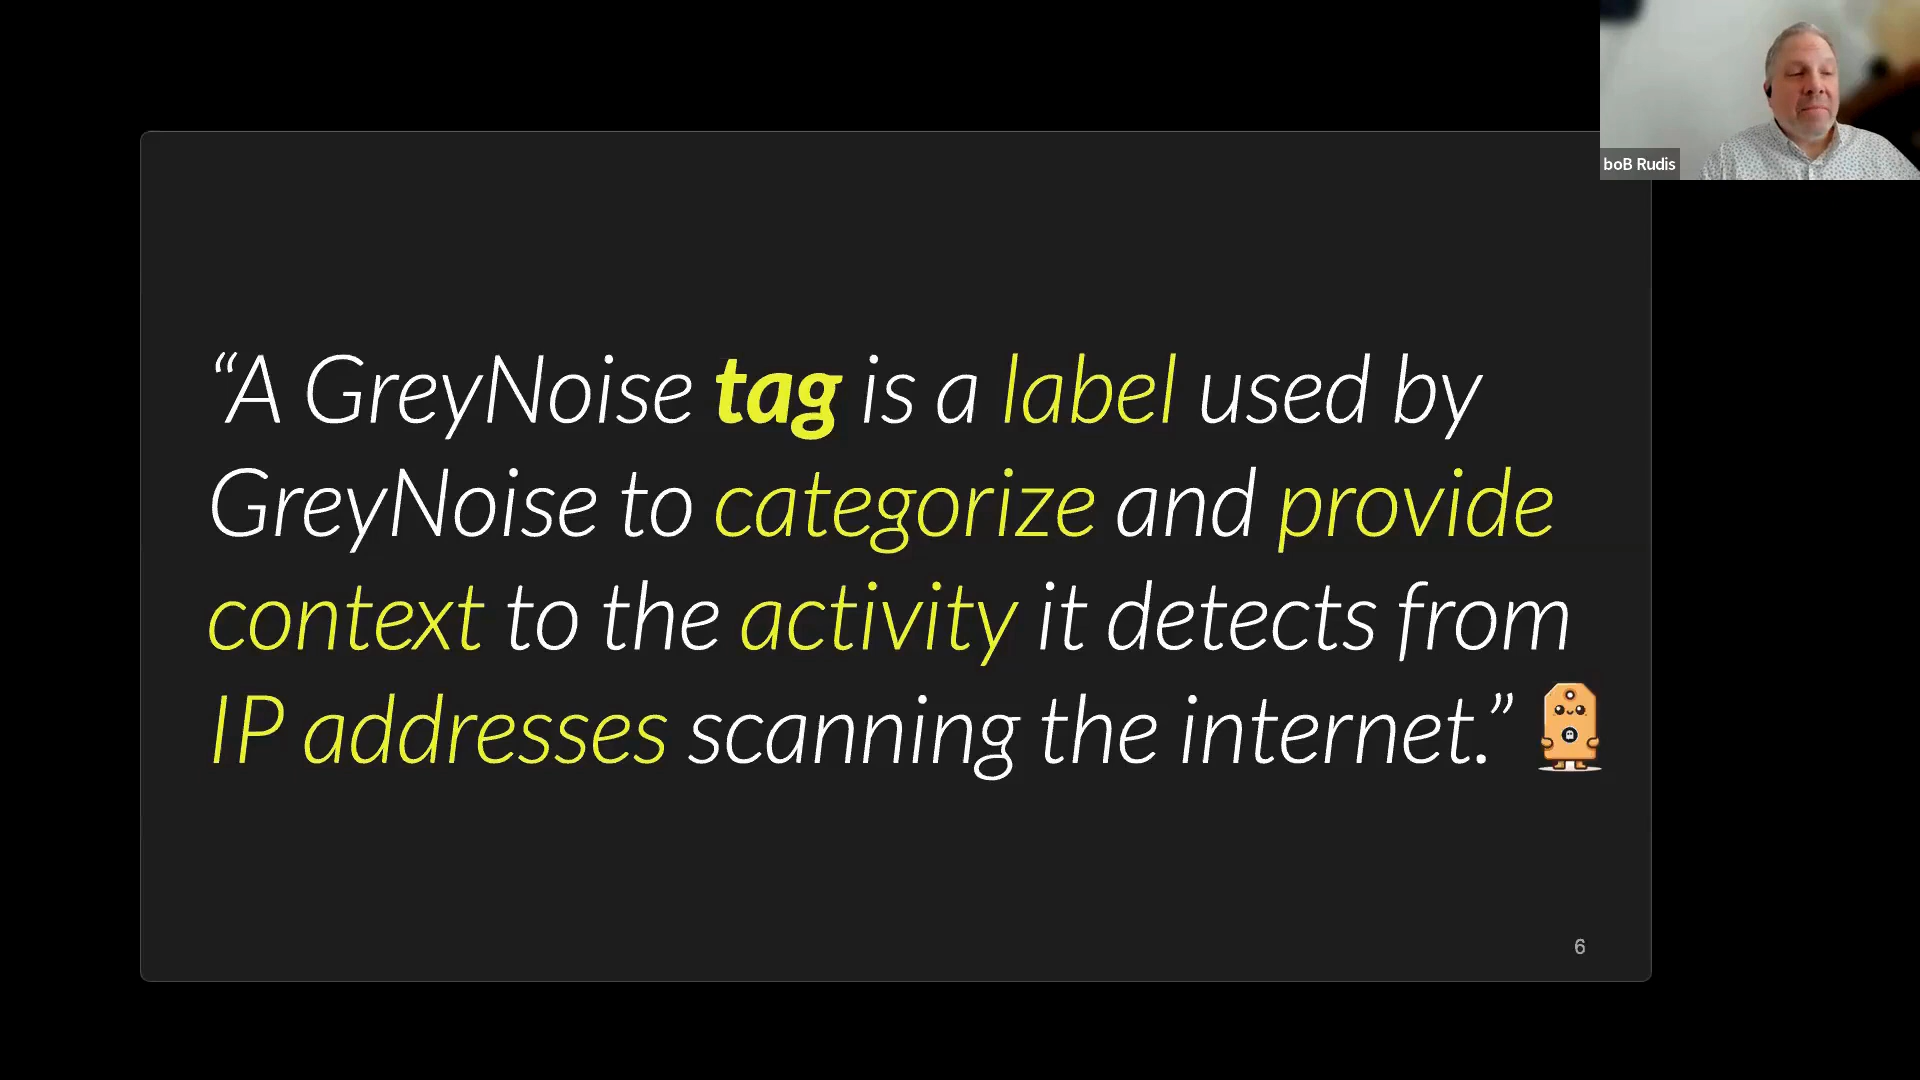 boB Rudis
“A GreyNoise tag is a label used by
GreyNoise to categorize and provide
context to the activity it detects from
IP addresses scanning the internet.”
6